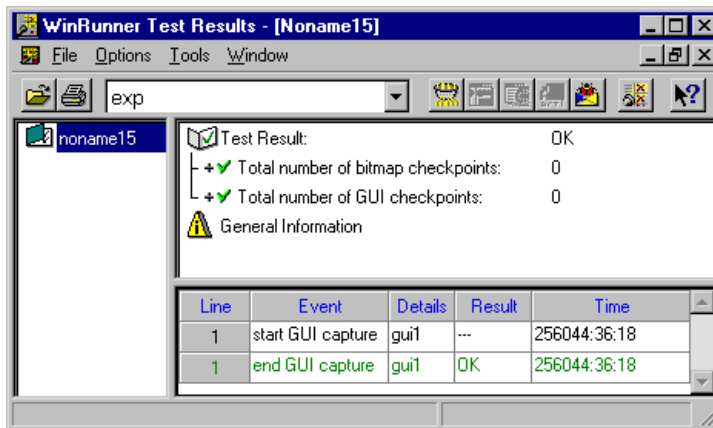 WinRunner Test Results - [Noname15]
File Options Tools Window
exp
noname15
Test Result: OK
Total number of bitmap checkpoints: 0
Total number of GUI checkpoints: 0
General Information
Line Event Details Result Time
1 start GUI capture gui1 --- 256044:36:18
1 end GUI capture gui1 OK 256044:36:18